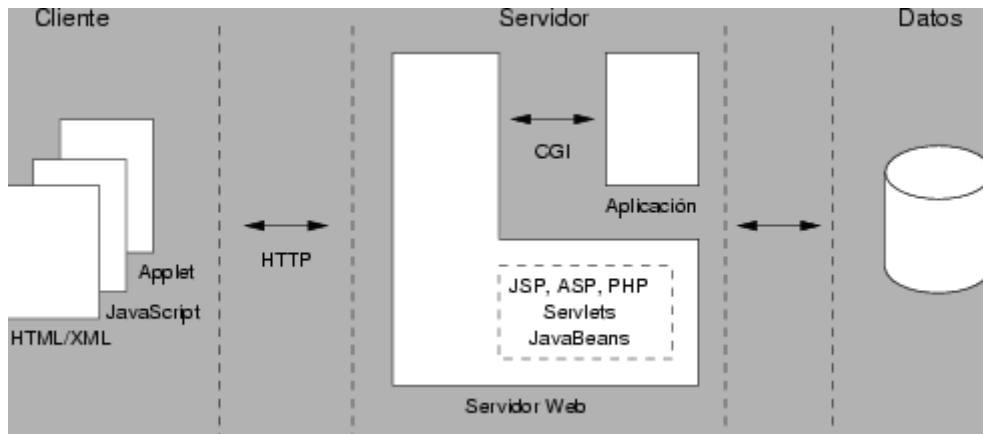 Cliente
Servidor
Datos
CGI
Aplicación
HTTP
Applet
JavaScript
HTML/XML
JSP, ASP, PHP
Servlets
JavaBeans
Servidor Web